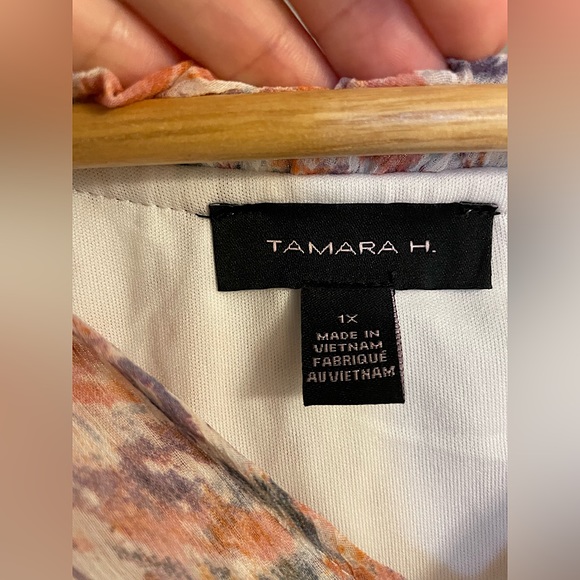 TAMARA H.
1X
MADE IN
VIETNAM
FABRIQUÉ
AU VIETNAM